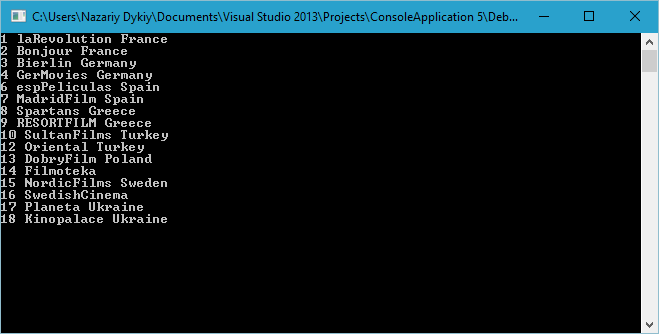 C:\Users\Nazariy Dykiy\Documents\Visual Studio 2013\Projects\ConsoleApplication 5\Deb...
1 laRevolution France
2 Bonjour France
3 Bierlin Germany
4 GerMovies Germany
6 espPeliculas Spain
7 MadridFilm Spain
8 Spartans Greece
9 RESORTFILM Greece
10 SultanFilms Turkey
12 Oriental Turkey
13 DobryFilm Poland
14 Filmoteka
15 NordicFilms Sweden
16 SwedishCinema
17 Planeta Ukraine
18 Kinopalace Ukraine